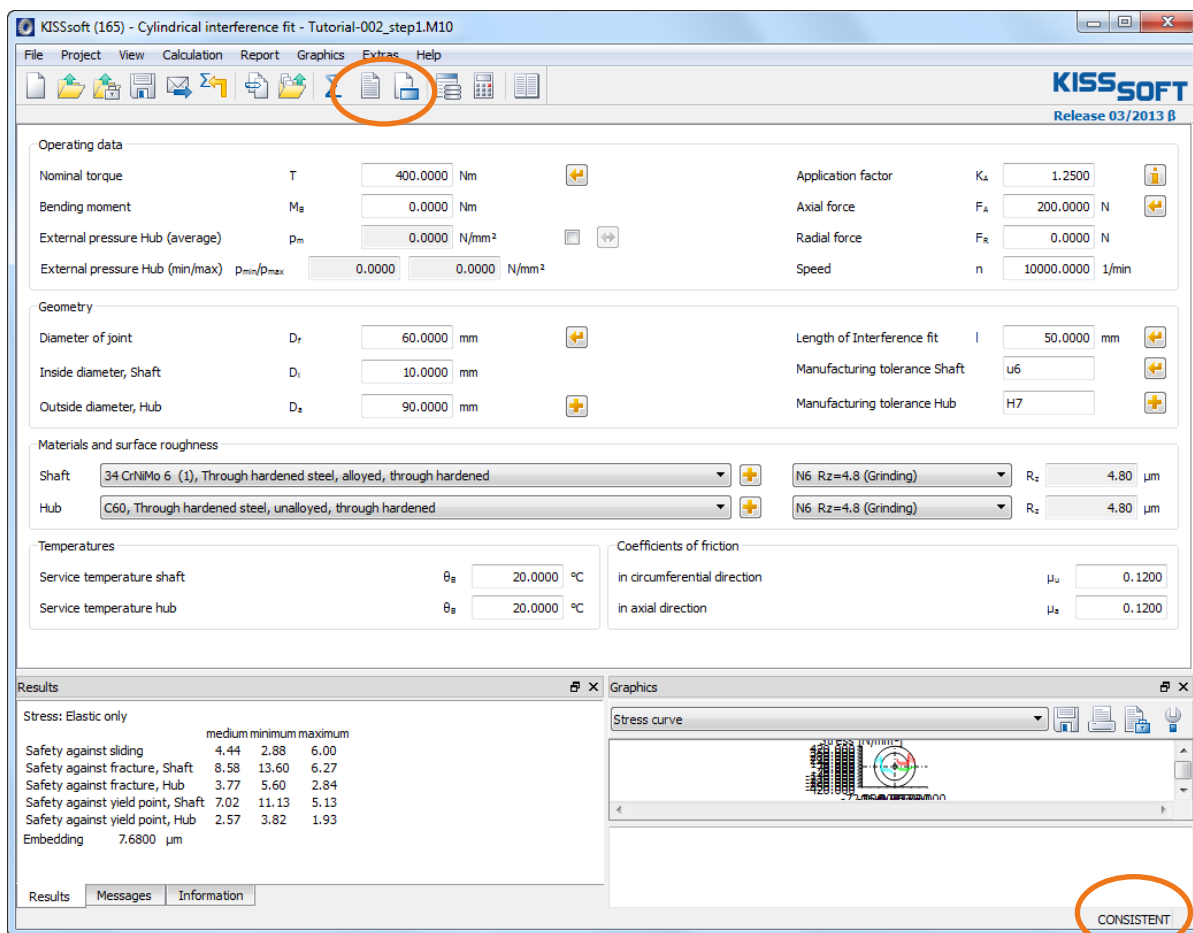 KISSsoft (165) - Cylindrical interference fit - Tutorial-002_step1.M10
File Project View Calculation Report Graphics Extras Help
KISSsoft
Release 03/2013 β
Operating data
Nominal torque T 400.0000 Nm Application factor KA 1.2500
Bending moment MB 0.0000 Nm Axial force FA 200.0000 N
External pressure Hub (average) pm 0.0000 N/mm² Radial force FR 0.0000 N
External pressure Hub (min/max) pmin/pmax 0.0000 0.0000 N/mm² Speed n 10000.0000 1/min
Geometry
Diameter of joint Df 60.0000 mm Length of Interference fit l 50.0000 mm
Inside diameter, Shaft Di 10.0000 mm Manufacturing tolerance Shaft u6
Outside diameter, Hub Da 90.0000 mm Manufacturing tolerance Hub H7
Materials and surface roughness
Shaft 34 CrNiMo 6 (1), Through hardened steel, alloyed, through hardened N6 Rz=4.8 (Grinding) Rz 4.80 µm
Hub C60, Through hardened steel, unalloyed, through hardened N6 Rz=4.8 (Grinding) Rz 4.80 µm
Temperatures Coefficients of friction
Service temperature shaft θB 20.0000 °C in circumferential direction µu 0.1200
Service temperature hub θB 20.0000 °C in axial direction µa 0.1200
Results Graphics
Stress: Elastic only Stress curve
medium minimum maximum
Safety against sliding 4.44 2.88 6.00
Safety against fracture, Shaft 8.58 13.60 6.27
Safety against fracture, Hub 3.77 5.60 2.84
Safety against yield point, Shaft 7.02 11.13 5.13
Safety against yield point, Hub 2.57 3.82 1.93
Embedding 7.6800 µm
Results Messages Information
CONSISTENT